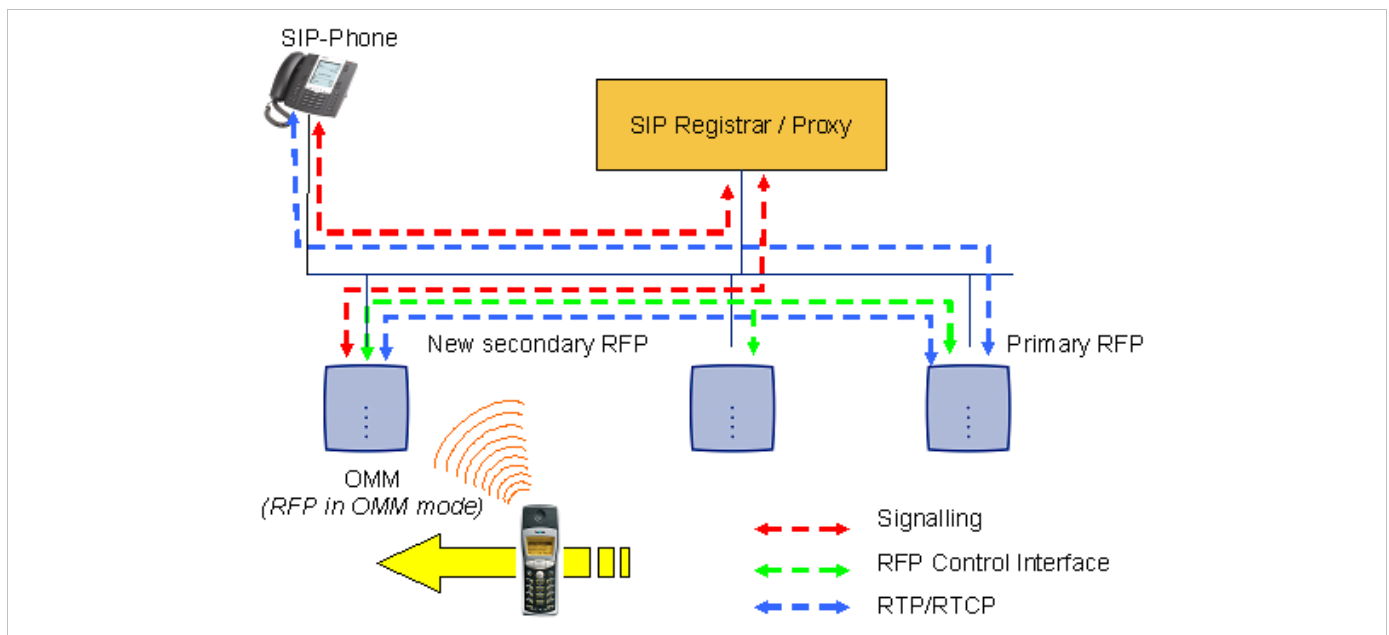 SIP-Phone
SIP Registrar / Proxy
New secondary RFP
Primary RFP
OMM
(RFP in OMM mode)
Signalling
RFP Control Interface
RTP/RTCP